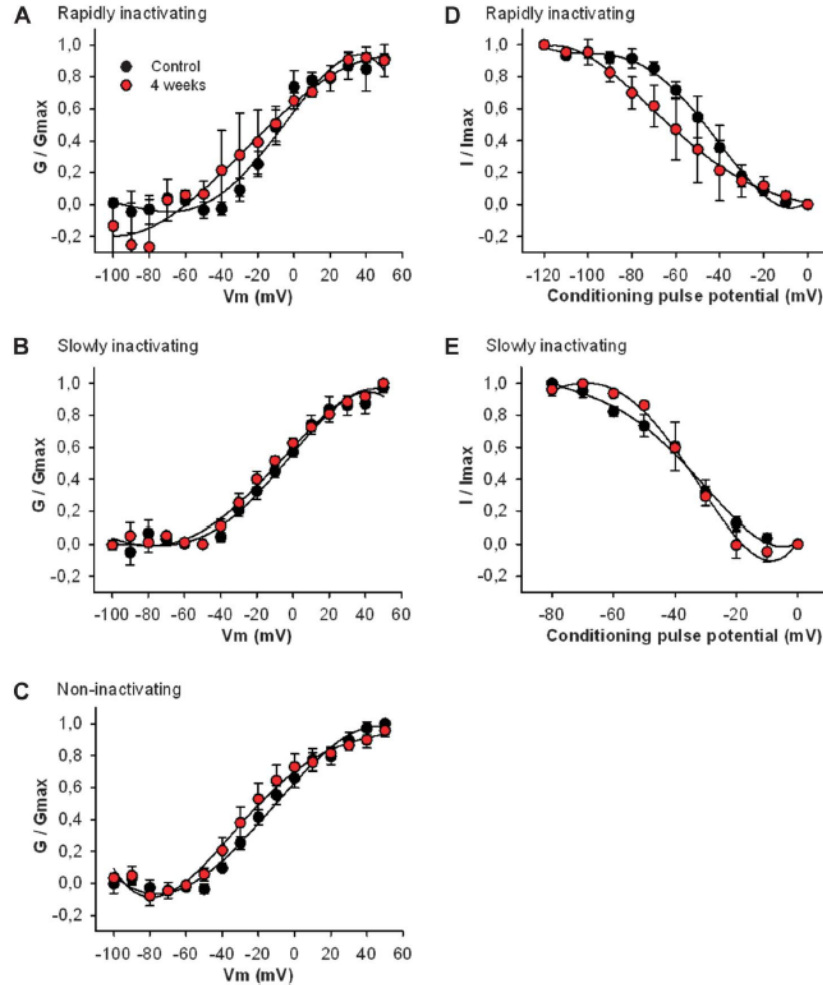 A Rapidly inactivating
1,0
0,8
0,6
0,4
0,2
0,0
-0,2
G / Gmax
Control
4 weeks
-100 -80 -60 -40 -20 0 20 40 60
Vm (mV)
B Slowly inactivating
1,0
0,8
0,6
0,4
0,2
0,0
-0,2
G / Gmax
-100 -80 -60 -40 -20 0 20 40 60
Vm (mV)
C Non-inactivating
1,0
0,8
0,6
0,4
0,2
0,0
-0,2
G / Gmax
-100 -80 -60 -40 -20 0 20 40 60
Vm (mV)
D Rapidly inactivating
1,0
0,8
0,6
0,4
0,2
0,0
-0,2
I / Imax
-120 -100 -80 -60 -40 -20 0
Conditioning pulse potential (mV)
E Slowly inactivating
1,0
0,8
0,6
0,4
0,2
0,0
-0,2
I / Imax
-80 -60 -40 -20 0
Conditioning pulse potential (mV)